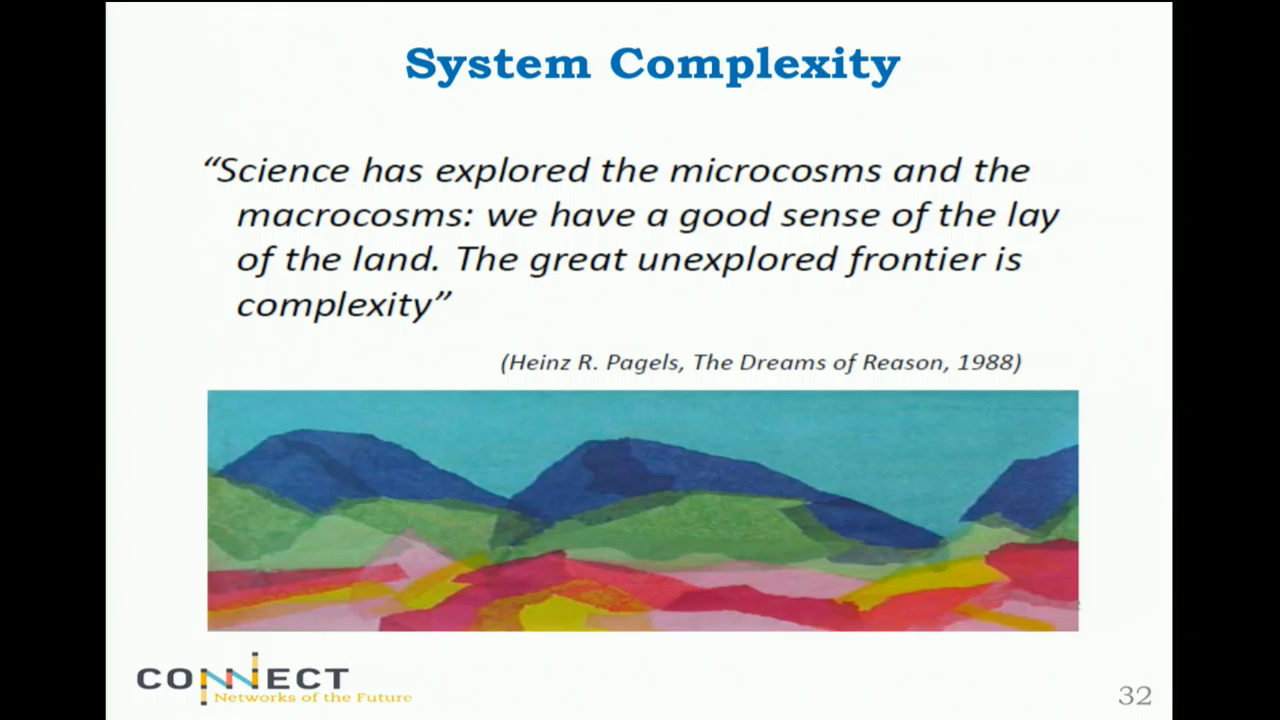 System Complexity
“Science has explored the microcosms and the
macrocosms: we have a good sense of the lay
of the land. The great unexplored frontier is
complexity”
(Heinz R. Pagels, The Dreams of Reason, 1988)
CONNECT
Networks of the Future
32